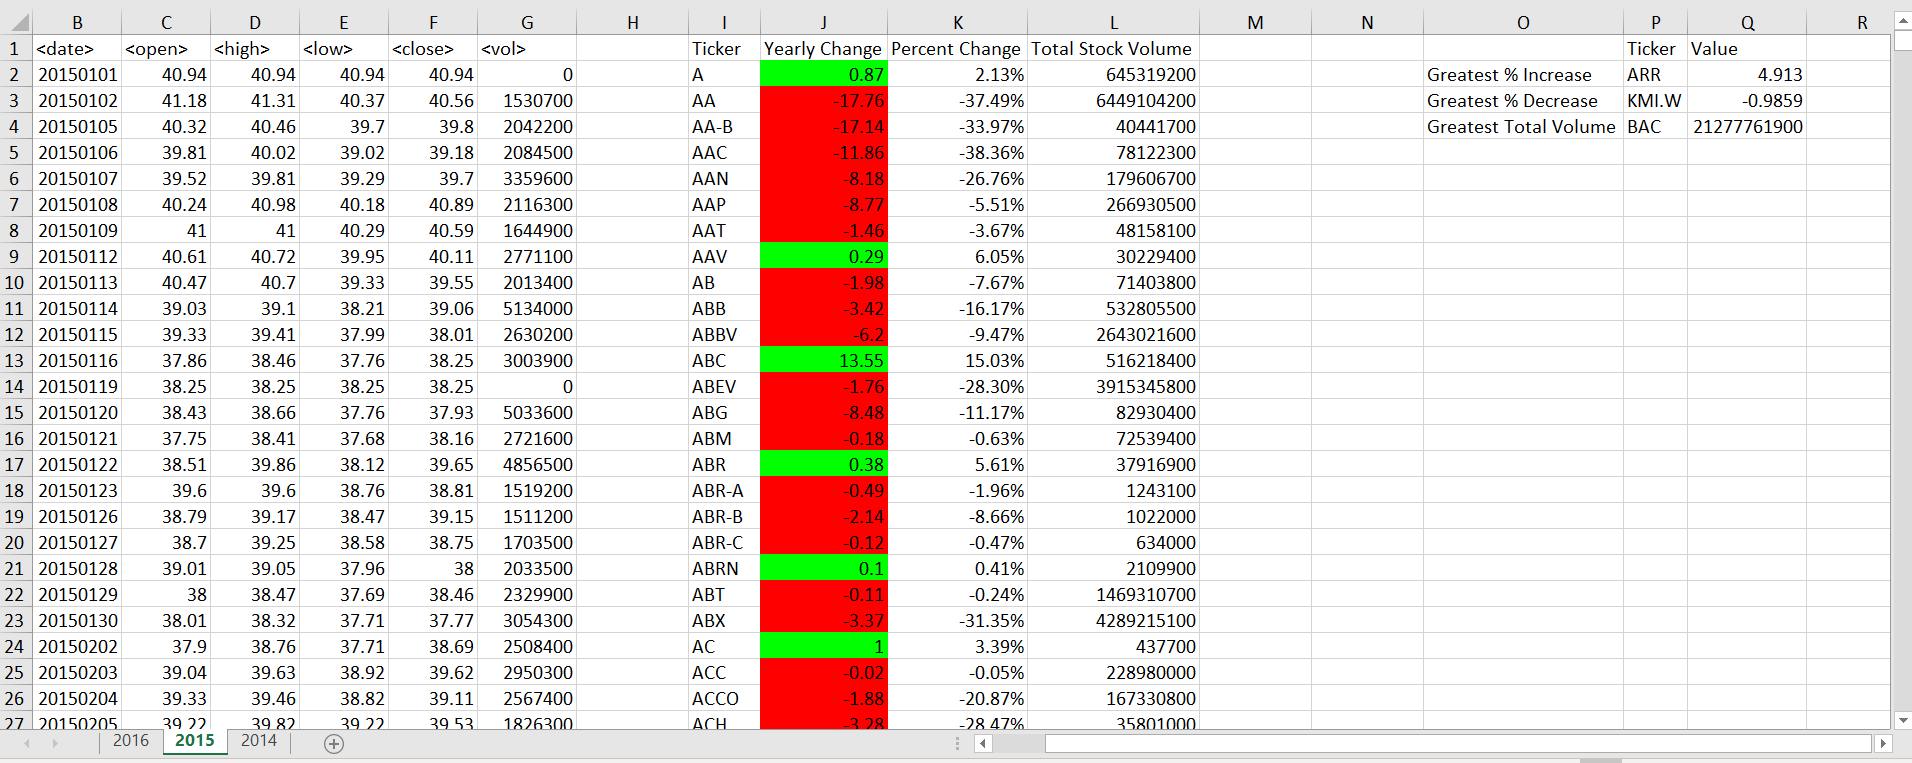 B C D E F G H I J K L M N O P Q R
1 <date> <open> <high> <low> <close> <vol> Ticker Yearly Change Percent Change Total Stock Volume Ticker Value
2 20150101 40.94 40.94 40.94 40.94 0 A 0.87 2.13% 645319200 Greatest % Increase ARR 4.913
3 20150102 41.18 41.31 40.37 40.56 1530700 AA -17.76 -37.49% 6449104200 Greatest % Decrease KMI.W -0.9859
4 20150105 40.32 40.46 39.7 39.8 2042200 AA-B -17.14 -33.97% 40441700 Greatest Total Volume BAC 21277761900
5 20150106 39.81 40.02 39.02 39.18 2084500 AAC -11.86 -38.36% 78122300
6 20150107 39.52 39.81 39.29 39.7 3359600 AAN -8.18 -26.76% 179606700
7 20150108 40.24 40.98 40.18 40.89 2116300 AAP -8.77 -5.51% 266930500
8 20150109 41 41 40.29 40.59 1644900 AAT -1.46 -3.67% 48158100
9 20150112 40.61 40.72 39.95 40.11 2771100 AAV 0.29 6.05% 30229400
10 20150113 40.47 40.7 39.33 39.55 2013400 AB -1.98 -7.67% 71403800
11 20150114 39.03 39.1 38.21 39.06 5134000 ABB -3.42 -16.17% 532805500
12 20150115 39.33 39.41 37.99 38.01 2630200 ABBV -6.2 -9.47% 2643021600
13 20150116 37.86 38.46 37.76 38.25 3003900 ABC 13.55 15.03% 516218400
14 20150119 38.25 38.25 38.25 38.25 0 ABEV -1.76 -28.30% 3915345800
15 20150120 38.43 38.66 37.76 37.93 5033600 ABG -8.48 -11.17% 82930400
16 20150121 37.75 38.41 37.68 38.16 2721600 ABM -0.18 -0.63% 72539400
17 20150122 38.51 39.86 38.12 39.65 4856500 ABR 0.38 5.61% 37916900
18 20150123 39.6 39.6 38.76 38.81 1519200 ABR-A -0.49 -1.96% 1243100
19 20150126 38.79 39.17 38.47 39.15 1511200 ABR-B -2.14 -8.66% 1022000
20 20150127 38.7 39.25 38.58 38.75 1703500 ABR-C -0.12 -0.47% 634000
21 20150128 39.01 39.05 37.96 38 2033500 ABRN 0.1 0.41% 2109900
22 20150129 38 38.47 37.69 38.46 2329900 ABT -0.11 -0.24% 1469310700
23 20150130 38.01 38.32 37.71 37.77 3054300 ABX -3.37 -31.35% 4289215100
24 20150202 37.9 38.76 37.71 38.69 2508400 AC 1 3.39% 437700
25 20150203 39.04 39.63 38.92 39.62 2950300 ACC -0.02 -0.05% 228980000
26 20150204 39.33 39.46 38.82 39.11 2567400 ACCO -1.88 -20.87% 167330800
27 20150205 39.22 39.82 39.22 39.53 1826300 ACH -3.28 -28.47% 35801000
2016 2015 2014